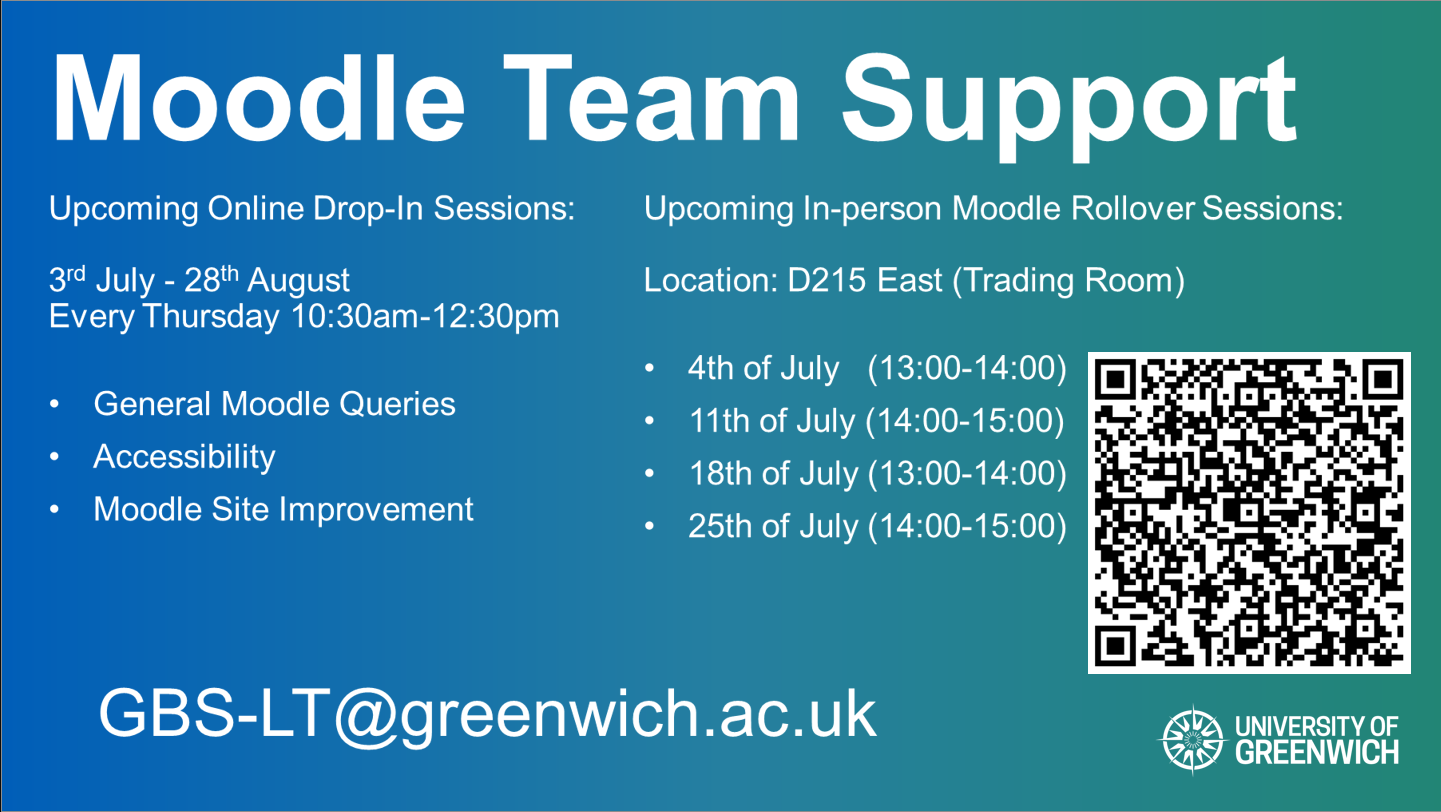 Moodle Team Support
Upcoming Online Drop-In Sessions:
3rd July - 28th August
Every Thursday 10:30am-12:30pm
• General Moodle Queries
• Accessibility
• Moodle Site Improvement
Upcoming In-person Moodle Rollover Sessions:
Location: D215 East (Trading Room)
• 4th of July (13:00-14:00)
• 11th of July (14:00-15:00)
• 18th of July (13:00-14:00)
• 25th of July (14:00-15:00)
GBS-LT@greenwich.ac.uk
UNIVERSITY OF
GREENWICH